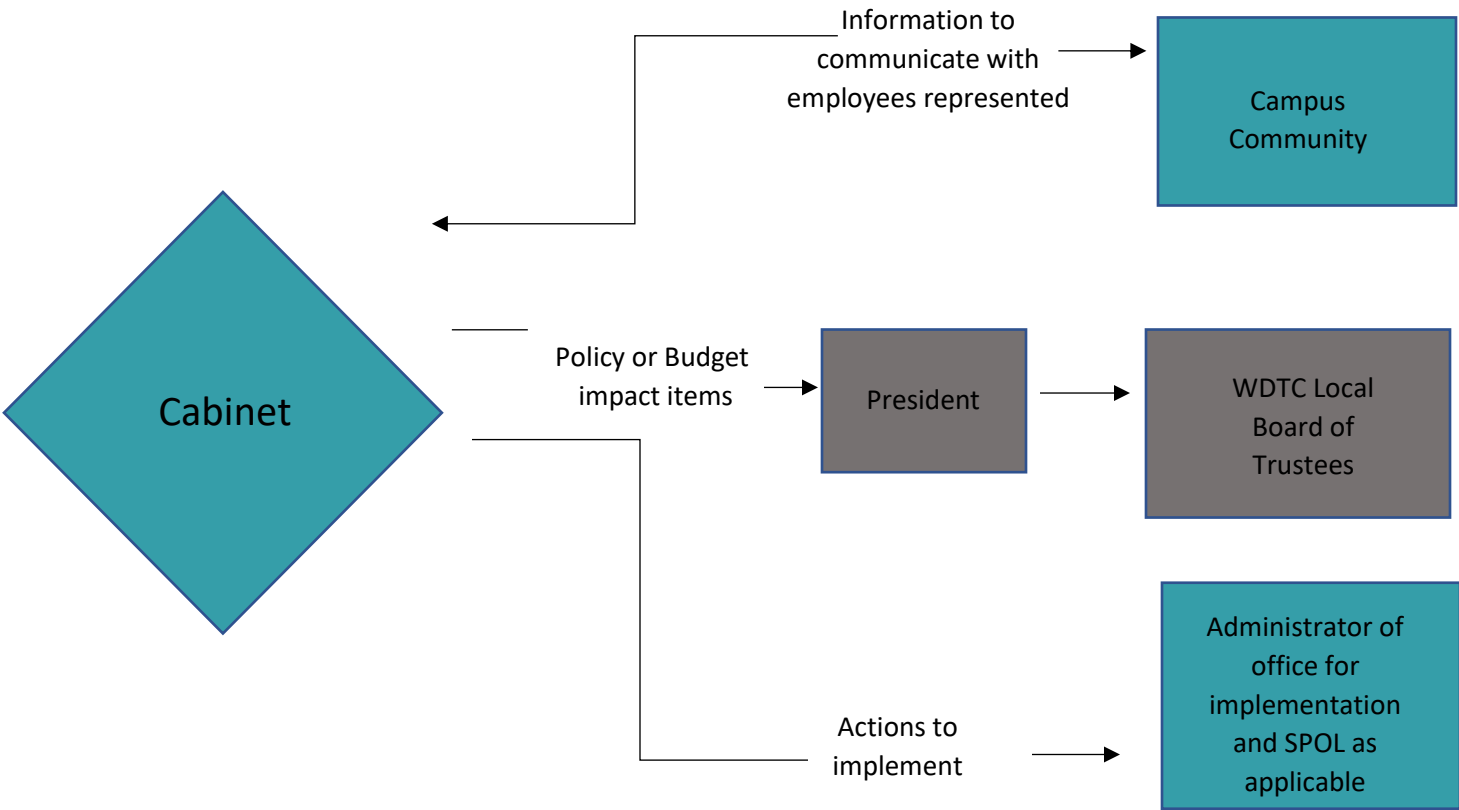 Information to
communicate with
employees represented
Campus
Community
Cabinet
Policy or Budget
impact items
President
WDTC Local
Board of
Trustees
Actions to
implement
Administrator of
office for
implementation
and SPOL as
applicable